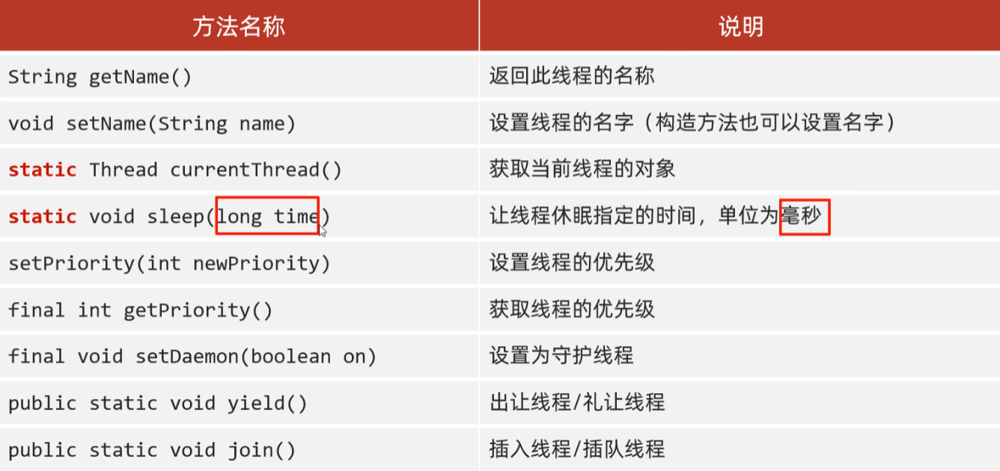 方法名称 说明
String getName() 返回此线程的名称
void setName(String name) 设置线程的名字（构造方法也可以设置名字）
static Thread currentThread() 获取当前线程的对象
static void sleep(long time) 让线程休眠指定的时间，单位为毫秒
setPriority(int newPriority) 设置线程的优先级
final int getPriority() 获取线程的优先级
final void setDaemon(boolean on) 设置为守护线程
public static void yield() 出让线程/礼让线程
public static void join() 插入线程/插队线程